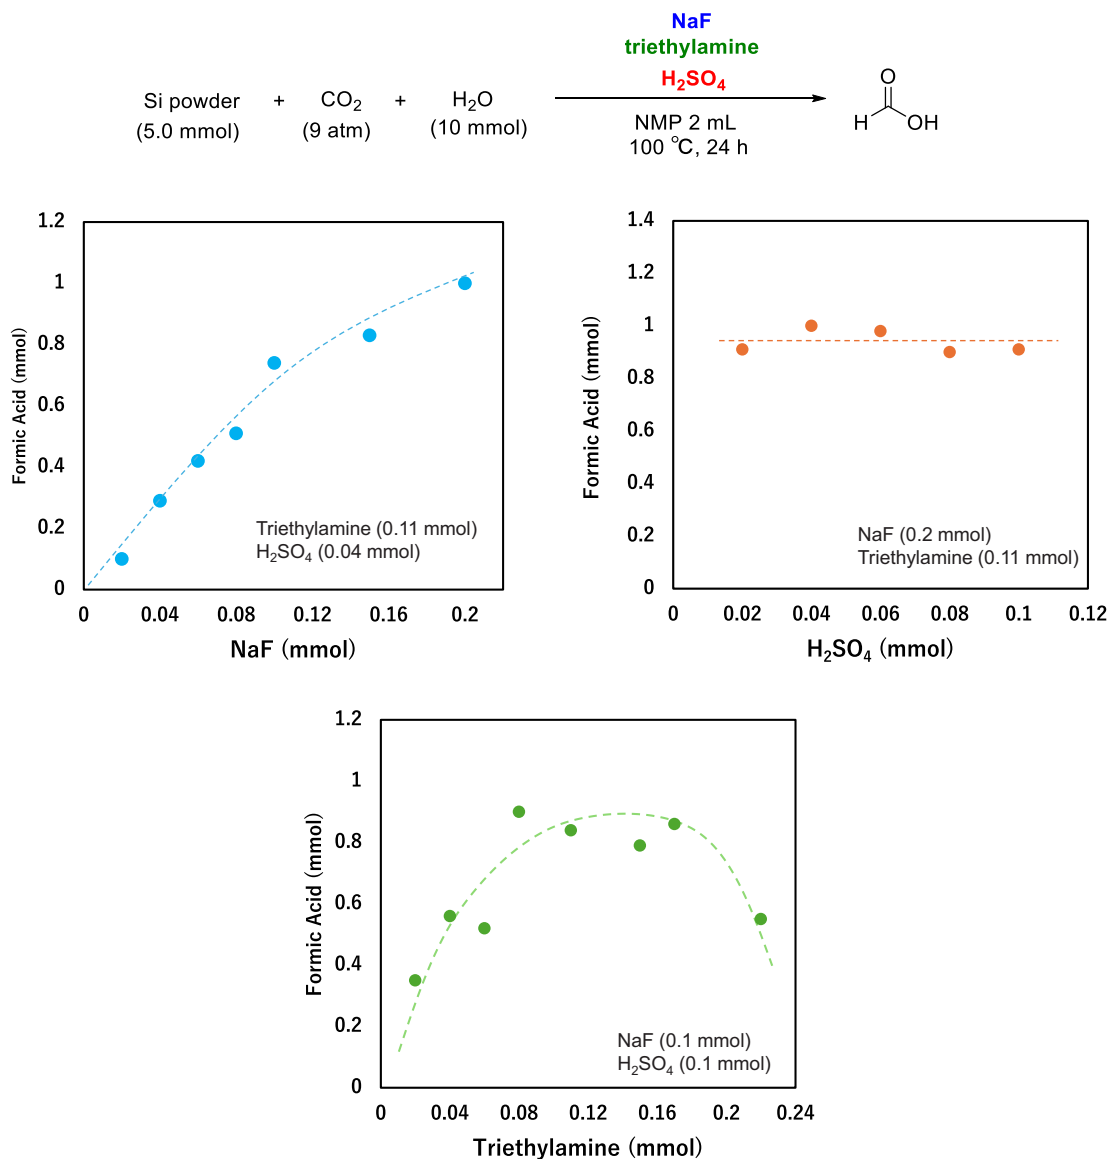 NaF
triethylamine
H₂SO₄
Si powder + CO₂ + H₂O
(5.0 mmol) (9 atm) (10 mmol)
NMP 2 mL
100 °C, 24 h
O
H OH
1.2
1
0.8
0.6
0.4
0.2
0
Formic Acid (mmol)
Triethylamine (0.11 mmol)
H₂SO₄ (0.04 mmol)
0 0.04 0.08 0.12 0.16 0.2
NaF (mmol)
1.4
1.2
1
0.8
0.6
0.4
0.2
0
Formic Acid (mmol)
NaF (0.2 mmol)
Triethylamine (0.11 mmol)
0 0.02 0.04 0.06 0.08 0.1 0.12
H₂SO₄ (mmol)
1.2
1
0.8
0.6
0.4
0.2
0
Formic Acid (mmol)
NaF (0.1 mmol)
H₂SO₄ (0.1 mmol)
0 0.04 0.08 0.12 0.16 0.2 0.24
Triethylamine (mmol)